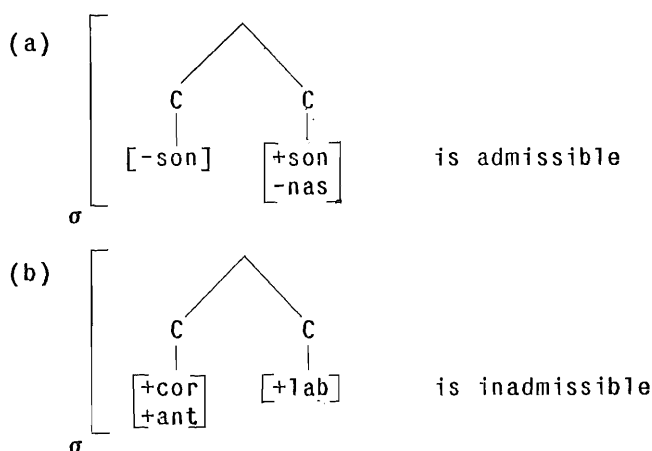 (a)
C C
[-son] [+son
-nas] is admissible
σ
(b)
C C
[+cor
+ant] [+lab] is inadmissible
σ